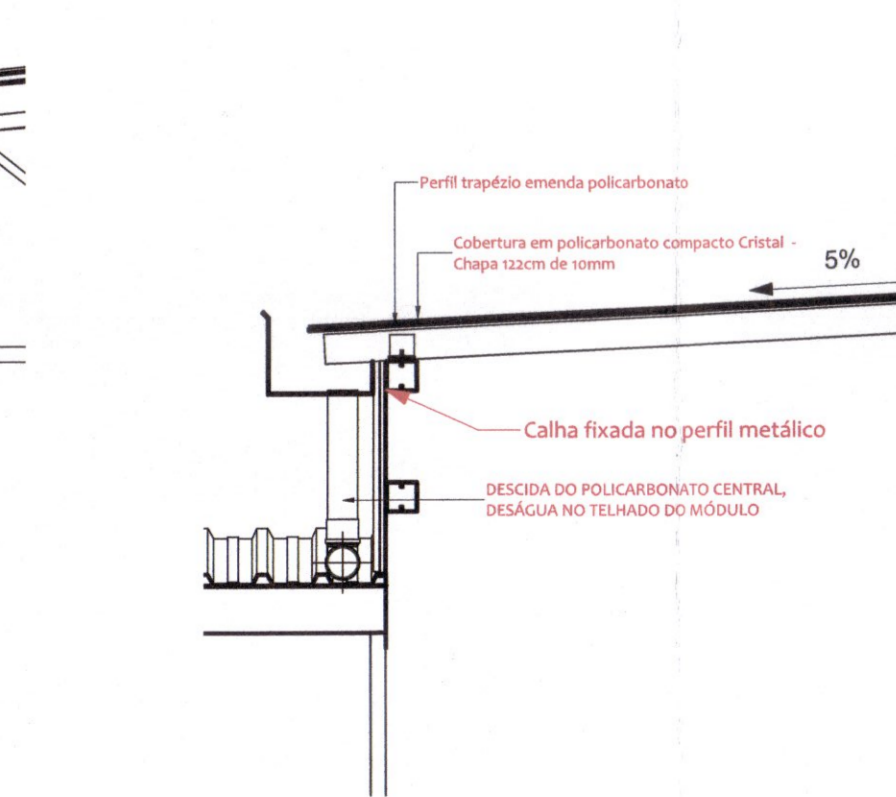 Perfil trapézio emenda policarbonato
Cobertura em policarbonato compacto Cristal -
Chapa 122cm de 10mm
5%
Calha fixada no perfil metálico
DESCIDA DO POLICARBONATO CENTRAL,
DESÁGUA NO TELHADO DO MÓDULO